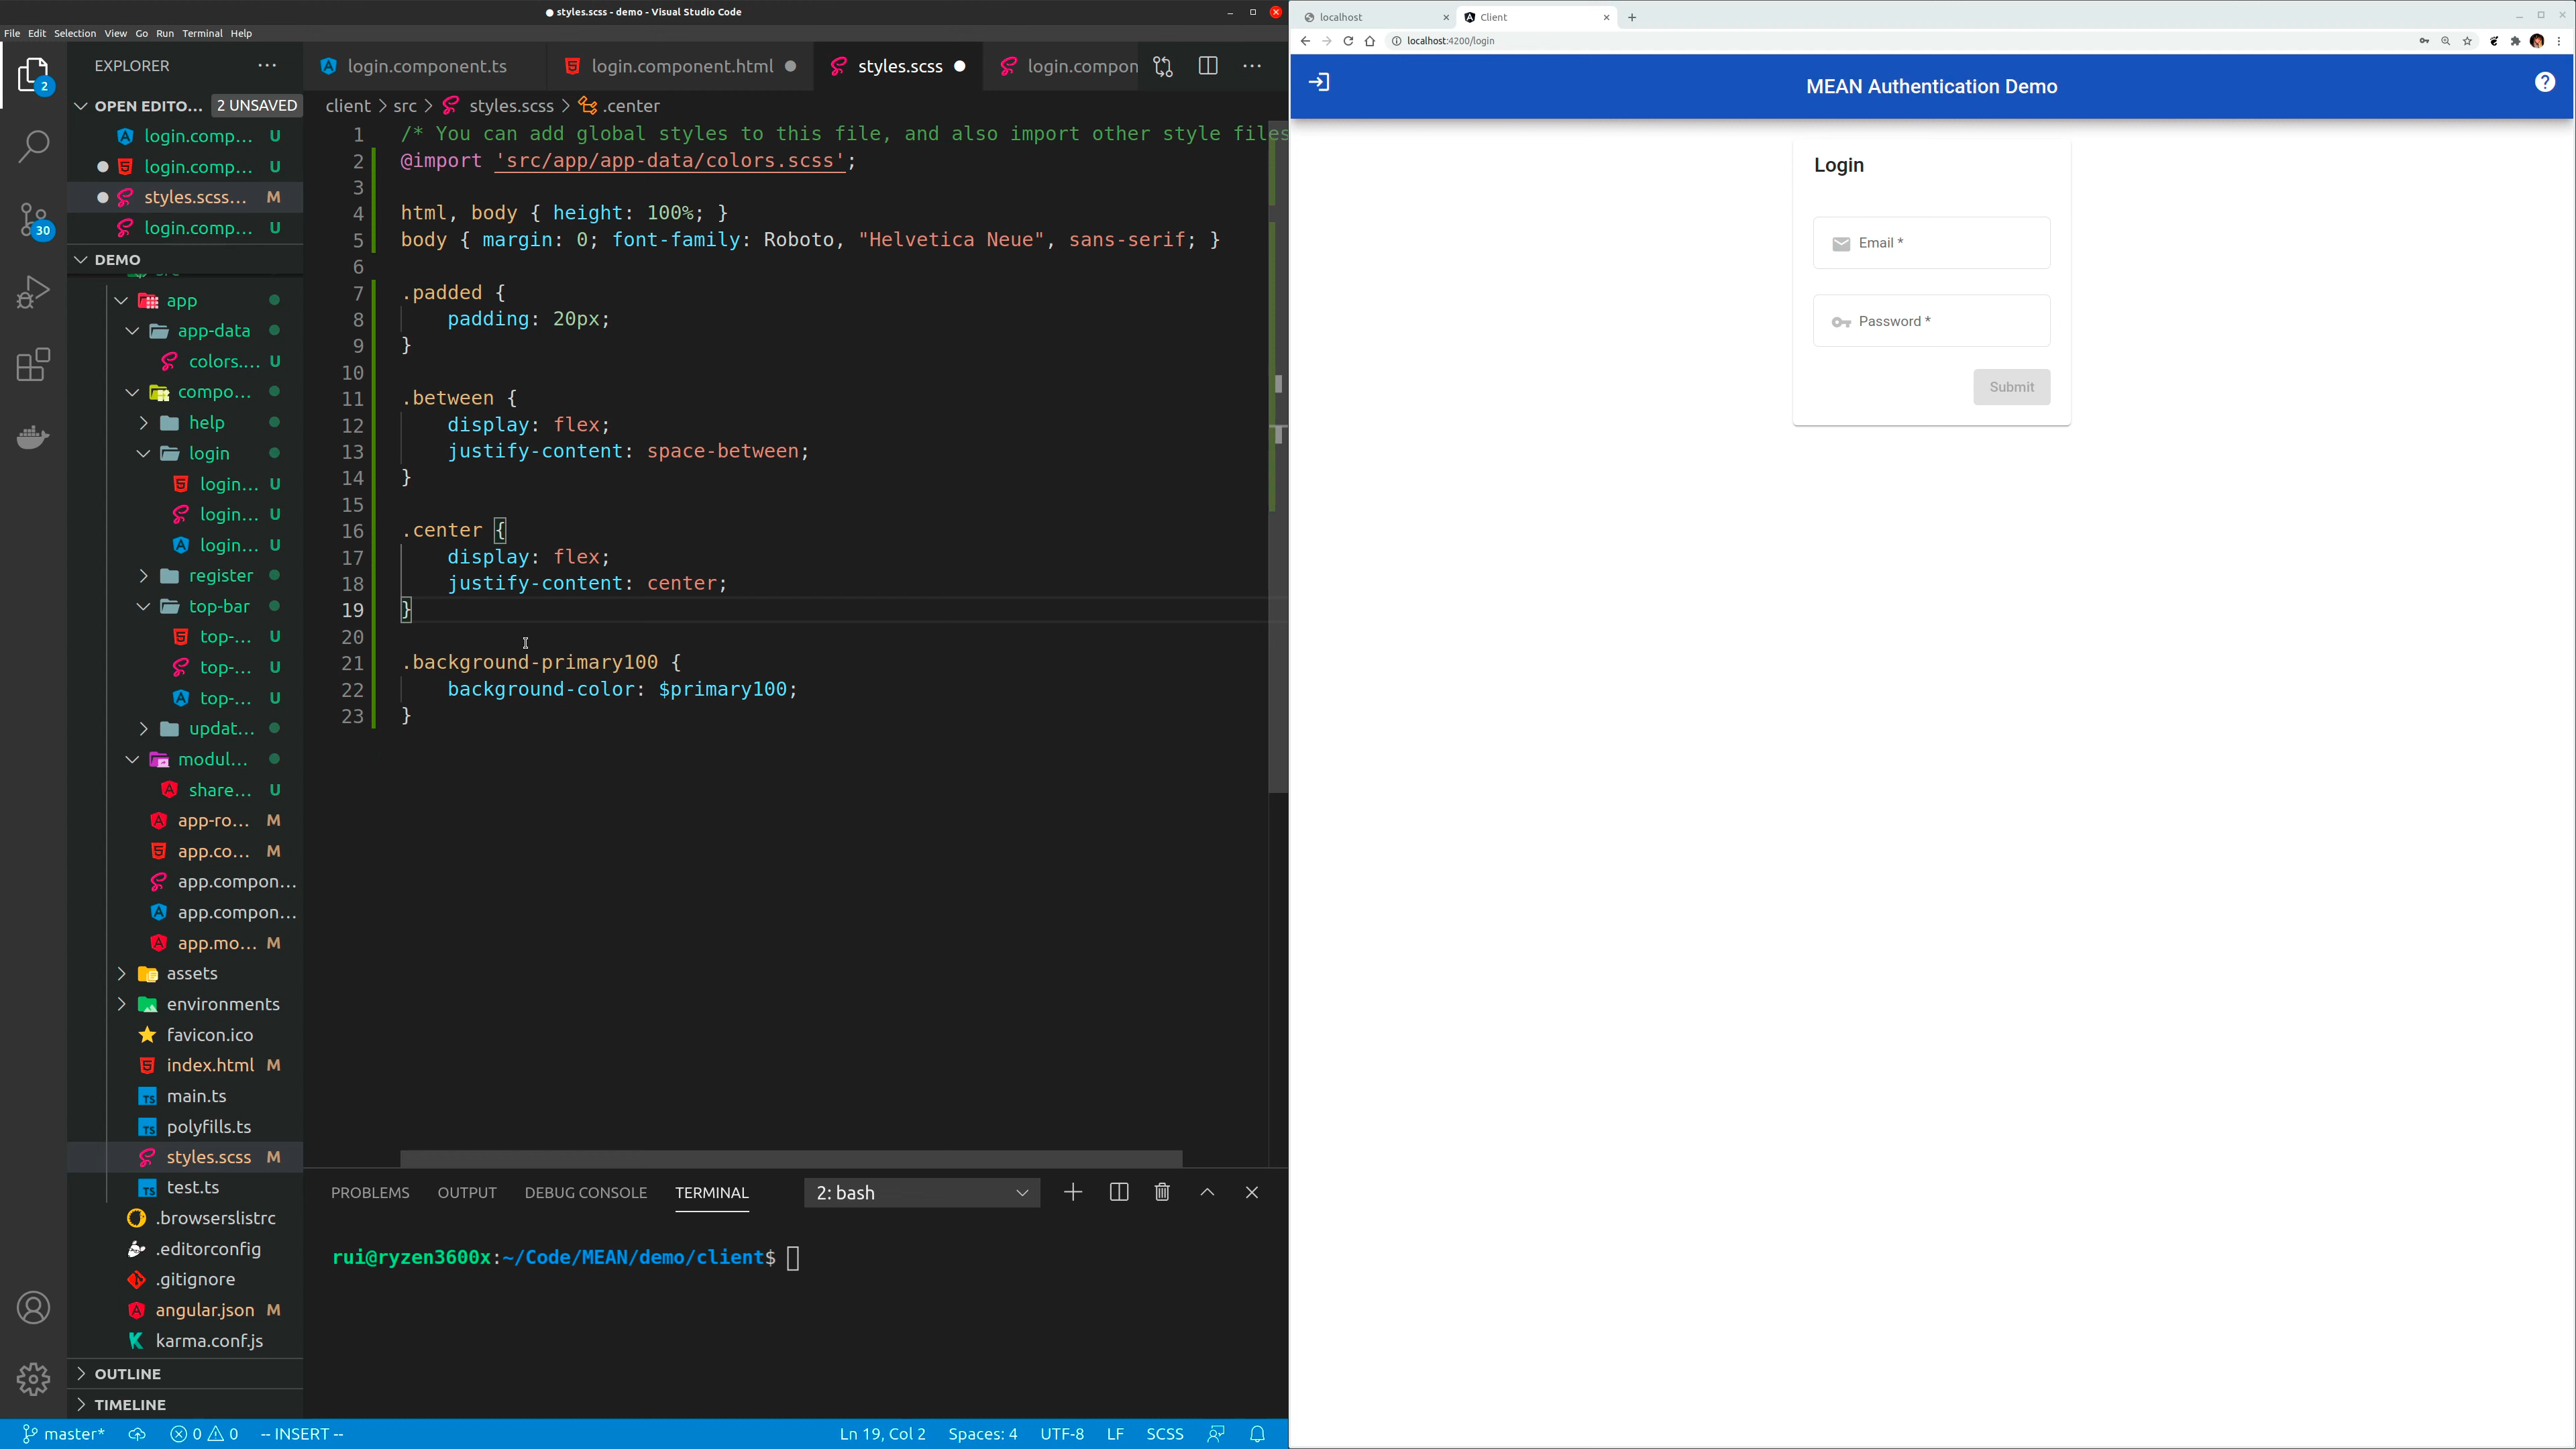 styles.scss - demo - Visual Studio Code
File Edit Selection View Go Run Terminal Help
EXPLORER
OPEN EDITO... 2 UNSAVED
login.comp... U
login.comp... U
styles.scss... M
login.comp... U
DEMO
app
app-data
colors.... U
compo...
help
login
login... U
login... U
login... U
register
top-bar
top-... U
top-... U
top-... U
updat...
modul...
share... U
app-ro... M
app.co... M
app.compon...
app.compon...
app.mo... M
assets
environments
favicon.ico
index.html M
main.ts
polyfills.ts
styles.scss M
test.ts
.browserslistrc
.editorconfig
.gitignore
angular.json M
karma.conf.js
OUTLINE
TIMELINE
2
30
login.component.ts login.component.html styles.scss login.compon
client > src > styles.scss > .center
1 /* You can add global styles to this file, and also import other style files
2 @import 'src/app/app-data/colors.scss';
3
4 html, body { height: 100%; }
5 body { margin: 0; font-family: Roboto, "Helvetica Neue", sans-serif; }
6
7 .padded {
8 padding: 20px;
9 }
10
11 .between {
12 display: flex;
13 justify-content: space-between;
14 }
15
16 .center {
17 display: flex;
18 justify-content: center;
19 }
20
21 .background-primary100 {
22 background-color: $primary100;
23 }
PROBLEMS OUTPUT DEBUG CONSOLE TERMINAL 2: bash
rui@ryzen3600x:~/Code/MEAN/demo/client$
master* 0 0 -- INSERT -- Ln 19, Col 2 Spaces: 4 UTF-8 LF SCSS
localhost Client
localhost:4200/login
MEAN Authentication Demo
Login
Email *
Password *
Submit